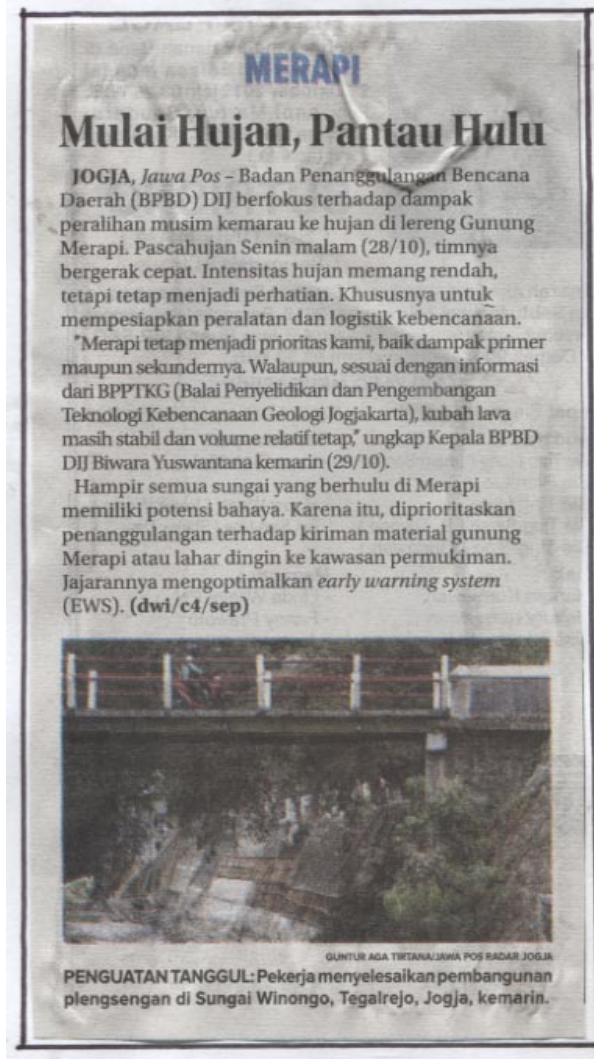 MERAPI
Mulai Hujan, Pantau Hulu
JOGJA, Jawa Pos – Badan Penanggulangan Bencana
Daerah (BPBD) DIJ berfokus terhadap dampak
peralihan musim kemarau ke hujan di lereng Gunung
Merapi. Pascahujan Senin malam (28/10), timnya
bergerak cepat. Intensitas hujan memang rendah,
tetapi tetap menjadi perhatian. Khususnya untuk
mempesiapkan peralatan dan logistik kebencanaan.
"Merapi tetap menjadi prioritas kami, baik dampak primer
maupun sekundernya. Walaupun, sesuai dengan informasi
dari BPPTKG (Balai Penyelidikan dan Pengembangan
Teknologi Kebencanaan Geologi Jogjakarta), kubah lava
masih stabil dan volume relatif tetap," ungkap Kepala BPBD
DIJ Biwara Yuswantana kemarin (29/10).
Hampir semua sungai yang berhulu di Merapi
memiliki potensi bahaya. Karena itu, diprioritaskan
penanggulangan terhadap kiriman material gunung
Merapi atau lahar dingin ke kawasan permukiman.
Jajarannya mengoptimalkan early warning system
(EWS). (dwi/c4/sep)
GUNTUR AGA TIRTANA/JAWA POS RADAR JOGJA
PENGUATAN TANGGUL: Pekerja menyelesaikan pembangunan
plengsengan di Sungai Winongo, Tegalrejo, Jogja, kemarin.